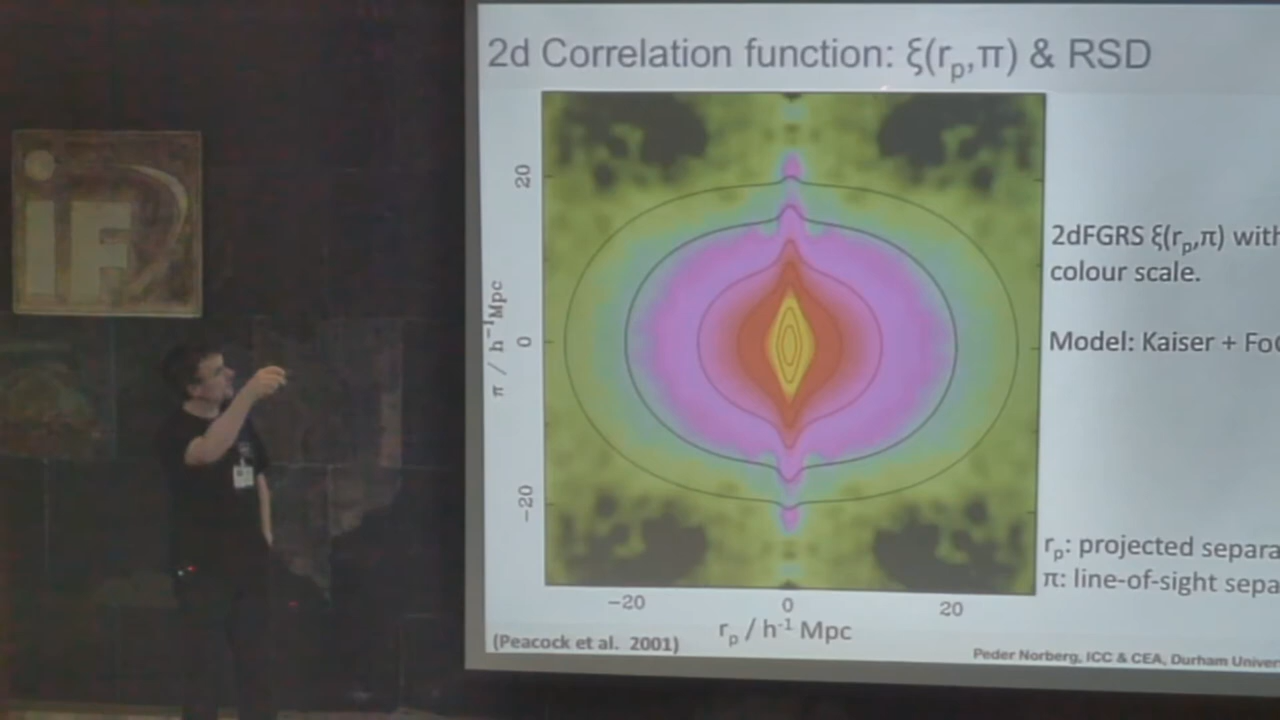 2d Correlation function: ξ(rₚ,π) & RSD
iF
20
0
−20
π / h⁻¹Mpc
2dFGRS ξ(rₚ,π) with
colour scale.
Model: Kaiser + Fo
rₚ: projected separa
π: line-of-sight sepa
−20
0
20
rₚ / h⁻¹ Mpc
(Peacock et al. 2001)
Peder Norberg, ICC & CEA, Durham Univer